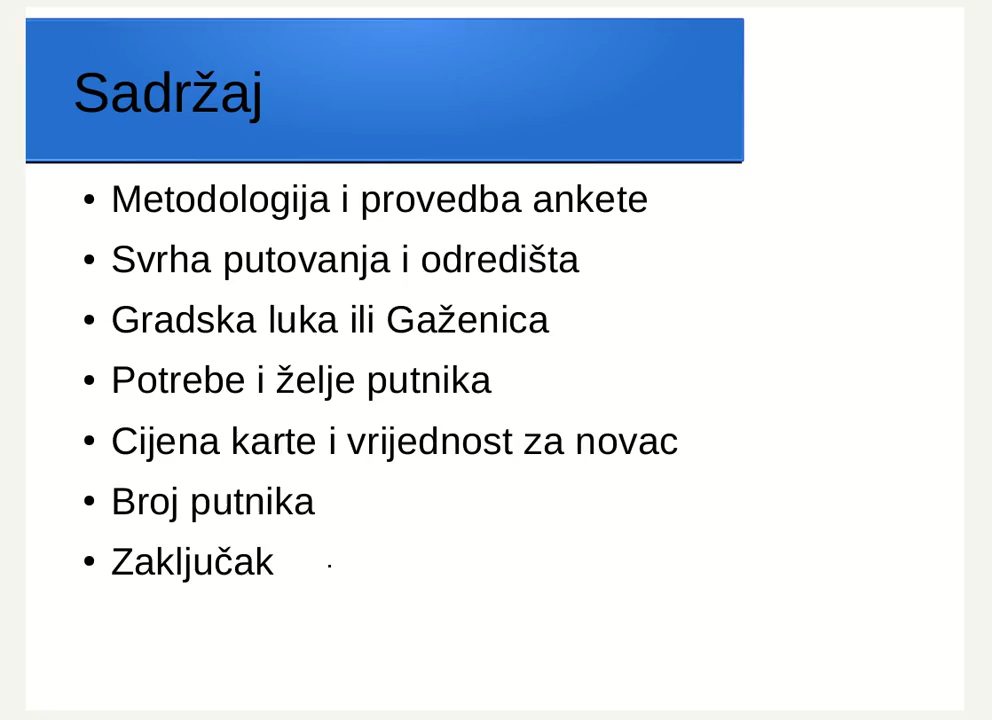 Sadržaj
• Metodologija i provedba ankete
• Svrha putovanja i odredišta
• Gradska luka ili Gaženica
• Potrebe i želje putnika
• Cijena karte i vrijednost za novac
• Broj putnika
• Zaključak